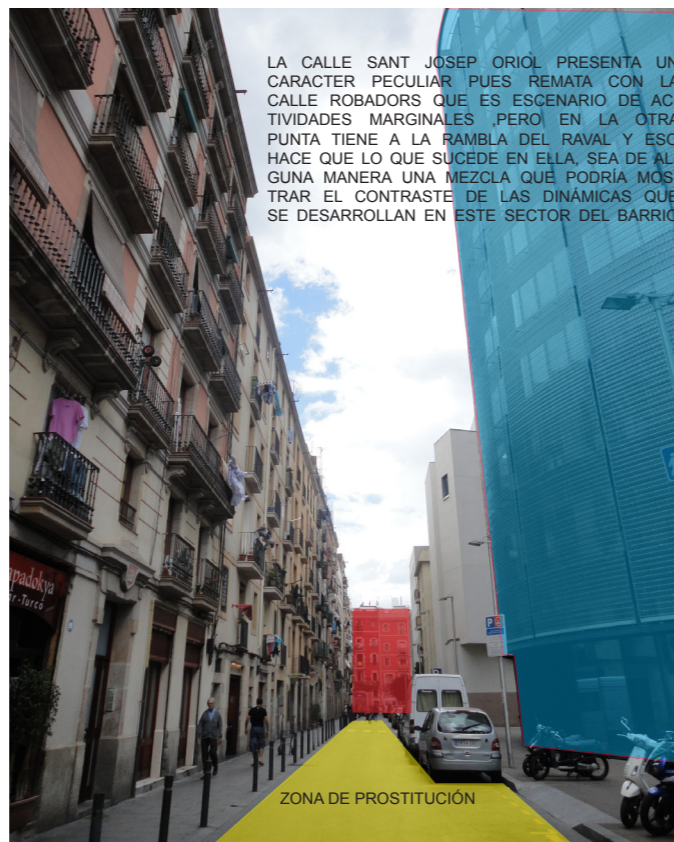 LA CALLE SANT JOSEP ORIOL PRESENTA UN
CARACTER PECULIAR PUES REMATA CON LA
CALLE ROBADORS QUE ES ESCENARIO DE AC
TIVIDADES MARGINALES ,PERO EN LA OTRA
PUNTA TIENE A LA RAMBLA DEL RAVAL Y ESO
HACE QUE LO QUE SUCEDE EN ELLA, SEA DE AL
GUNA MANERA UNA MEZCLA QUE PODRÍA MOS
TRAR EL CONTRASTE DE LAS DINÁMICAS QUE
SE DESARROLLAN EN ESTE SECTOR DEL BARRIO
apadokya
ar-Turco
P
ZONA DE PROSTITUCIÓN